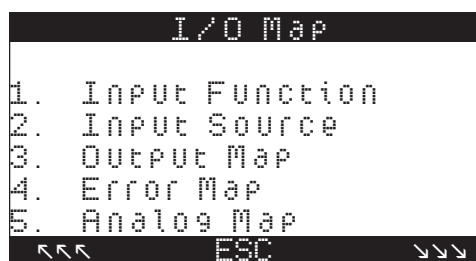 I/O Map
1. Input Function
2. Input Source
3. Output Map
4. Error Map
5. Analog Map
↖↖↖ ESC ↘↘↘